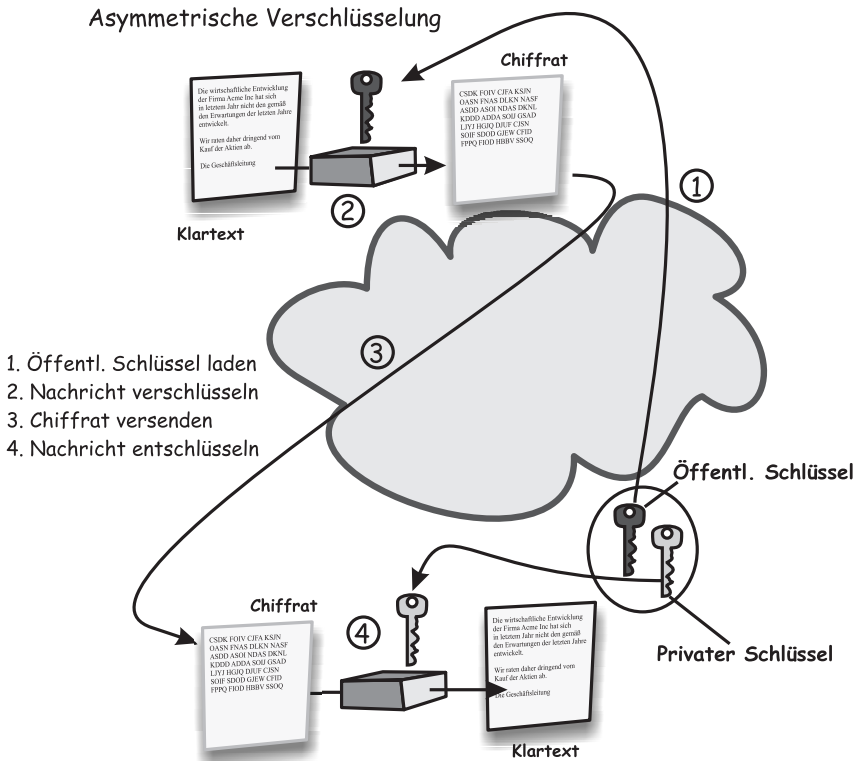 Asymmetrische Verschlüsselung
Chiffrat
Die wirtschaftliche Entwicklung
der Firma Acme Inc hat sich
in letztem Jahr nicht den gemäß
den Erwartungen der letzten Jahre
entwickelt.
Wir raten daher dringend vom
Kauf der Aktien ab.
Die Geschäftsleitung
CSDK FOIV CJFA KSJN
OASN FNAS DLKN NASF
ASDD ASOI NDAS DKNL
KDDD ADDA SOIJ GSAD
LJYJ HGJQ DJUF CJSN
SOIF SDOD GJEW CFID
FPPQ FIOD HBBV SSOQ
1
2
Klartext
3
1. Öffentl. Schlüssel laden
2. Nachricht verschlüsseln
3. Chiffrat versenden
4. Nachricht entschlüsseln
Öffentl. Schlüssel
Privater Schlüssel
Chiffrat
4
CSDK FOIV CJFA KSJN
OASN FNAS DLKN NASF
ASDD ASOI NDAS DKNL
KDDD ADDA SOIJ GSAD
LJYJ HGJQ DJUF CJSN
SOIF SDOD GJEW CFID
FPPQ FIOD HBBV SSOQ
Die wirtschaftliche Entwicklung
der Firma Acme Inc hat sich
in letztem Jahr nicht den gemäß
den Erwartungen der letzten Jahre
entwickelt.
Wir raten daher dringend vom
Kauf der Aktien ab.
Die Geschäftsleitung
Klartext